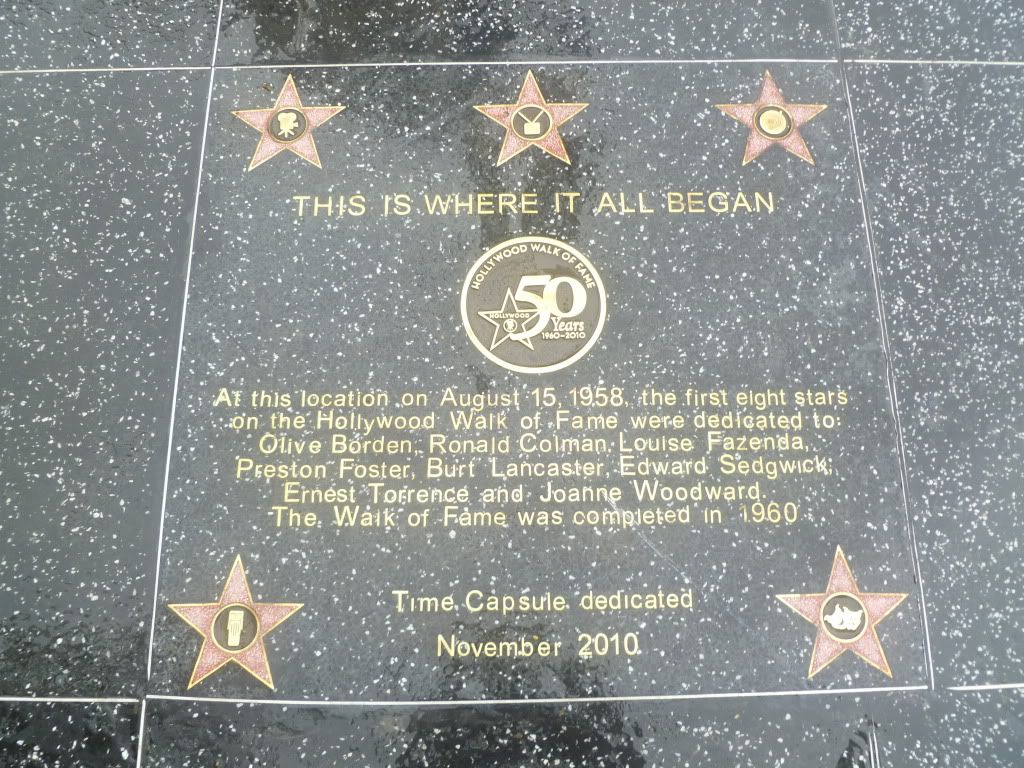 THIS IS WHERE IT ALL BEGAN
HOLLYWOOD WALK OF FAME
50
HOLLYWOOD
Years
1960-2010
At this location on August 15, 1958, the first eight stars
on the Hollywood Walk of Fame were dedicated to:
Olive Borden, Ronald Colman, Louise Fazenda,
Preston Foster, Burt Lancaster, Edward Sedgwick,
Ernest Torrence and Joanne Woodward.
The Walk of Fame was completed in 1960
Time Capsule dedicated
November 2010